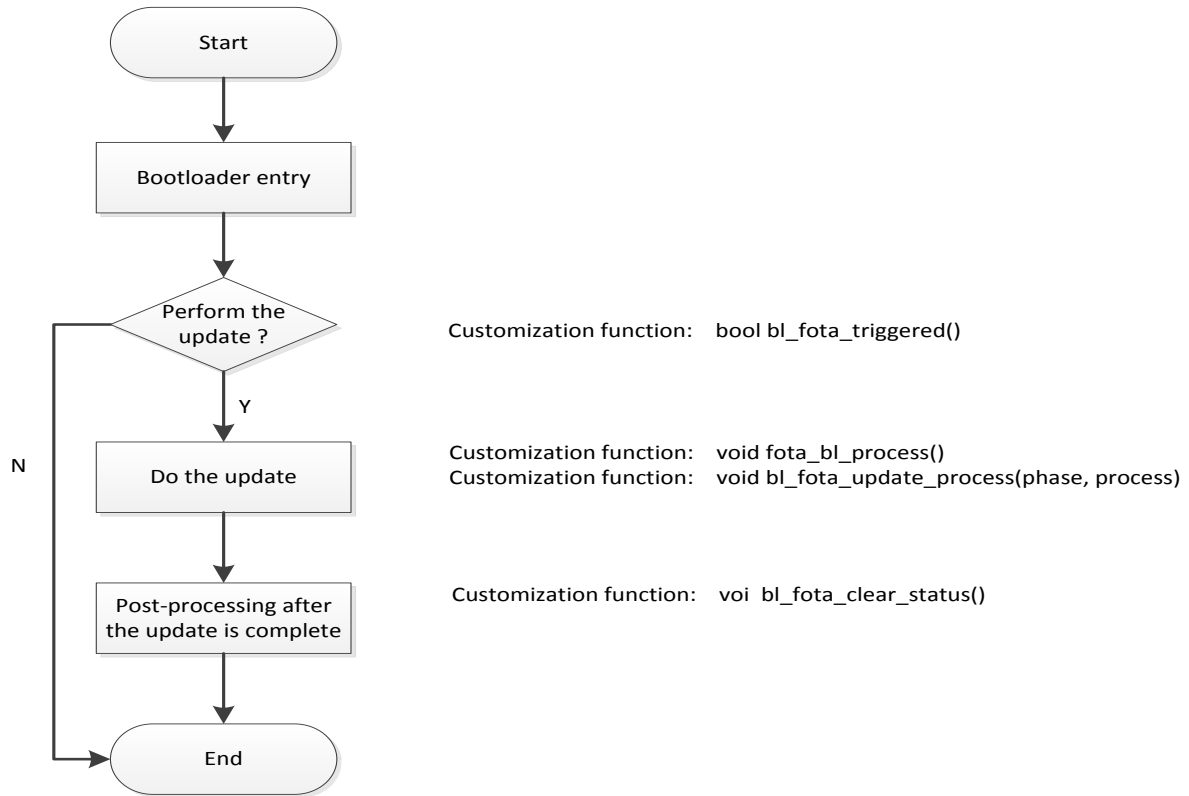 Start
Bootloader entry
Perform the
update ?
Customization function: bool bl_fota_triggered()
Y
N
Do the update
Customization function: void fota_bl_process()
Customization function: void bl_fota_update_process(phase, process)
Post-processing after
the update is complete
Customization function: voi bl_fota_clear_status()
End